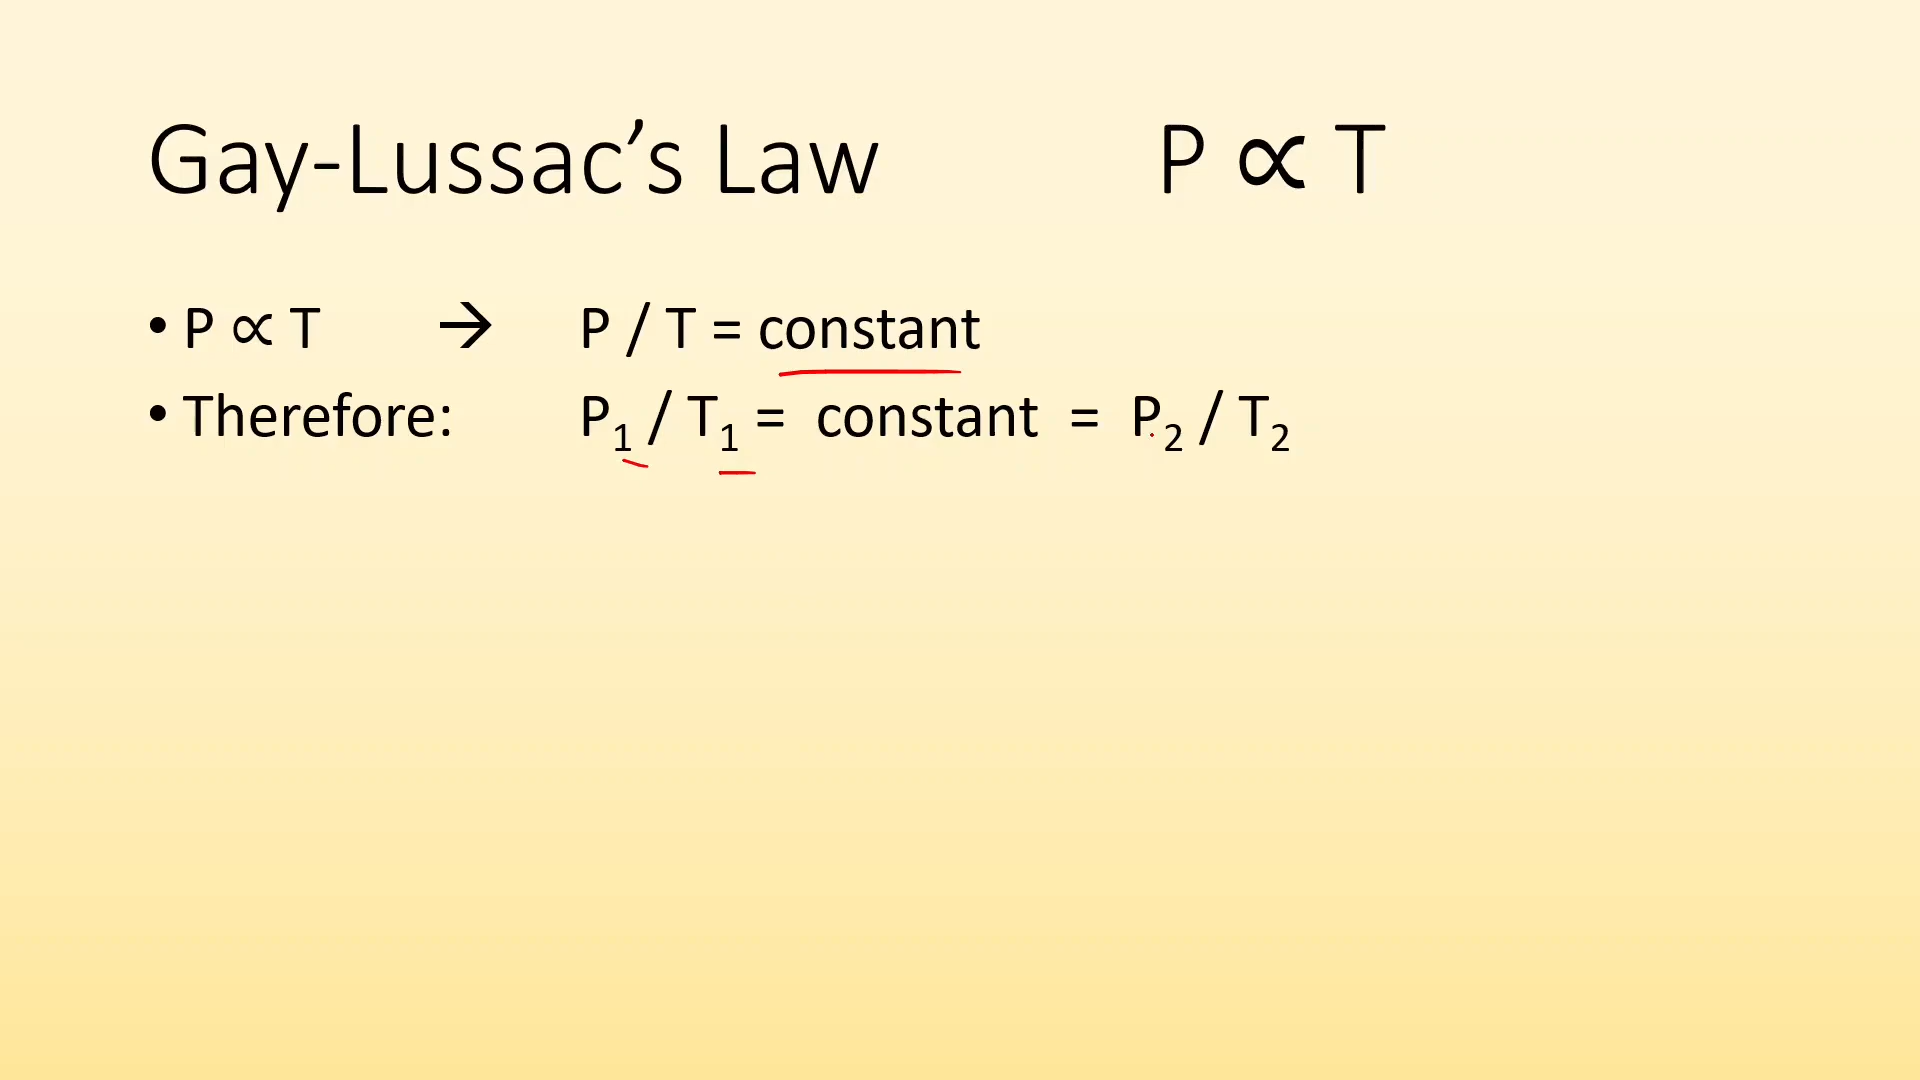 Gay-Lussac’s Law P ∝ T
• P ∝ T → P / T = constant
• Therefore: P₁ / T₁ = constant = P₂ / T₂